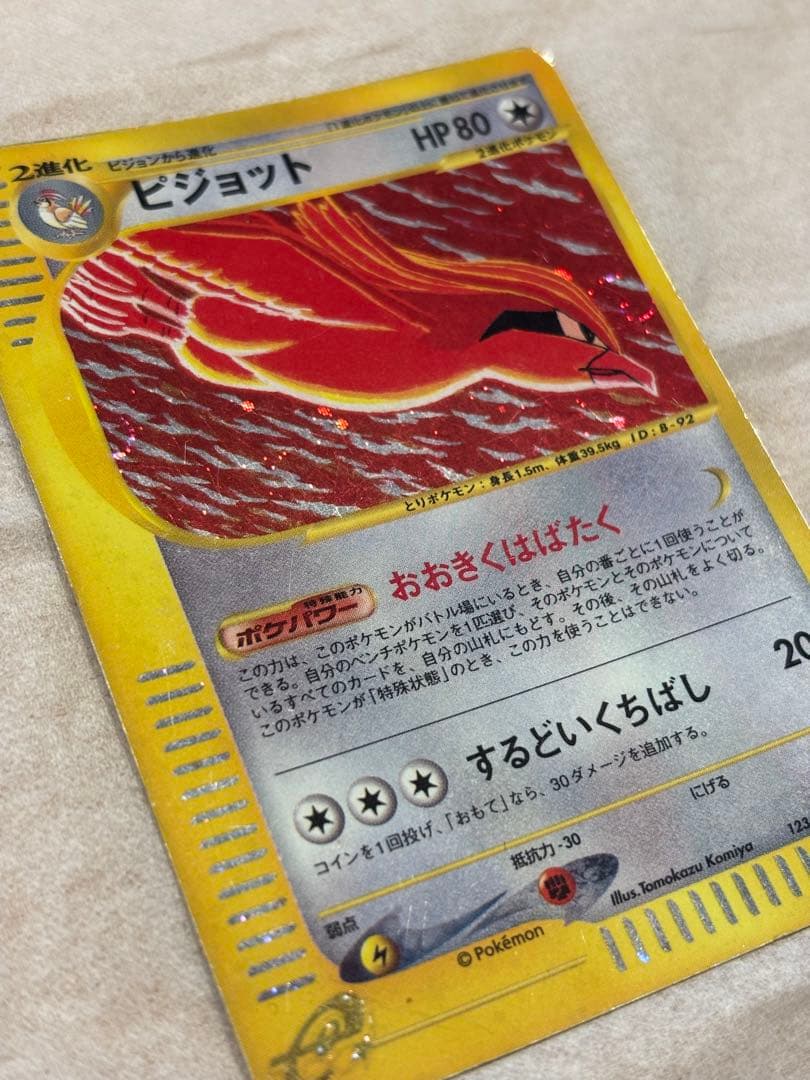 2進化 ピジョンから進化
ピジョット HP80
2進化ポケモン
とりポケモン：身長1.5m、体重39.5kg ID:B-92
特殊能力
ポケパワー おおきくはばたく
この力は、このポケモンがバトル場にいるとき、自分の番ごとに1回使うことが
できる。自分のベンチポケモンを1匹選び、そのポケモンとそのポケモンについて
いるすべてのカードを、自分の山札にもどす。その後、その山札をよく切る。
このポケモンが「特殊状態」のとき、この力を使うことはできない。
するどいくちばし 20
コインを1回投げ、「おもて」なら、30ダメージを追加する。
弱点 抵抗力 -30 にげる
Illus.Tomokazu Komiya 123
©Pokémon